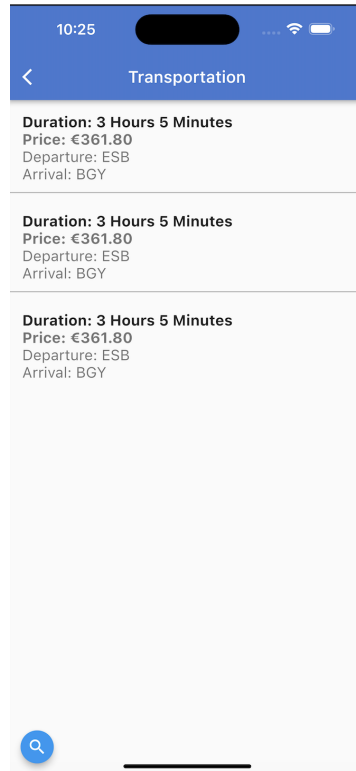 10:25
Transportation
Duration: 3 Hours 5 Minutes
Price: €361.80
Departure: ESB
Arrival: BGY
Duration: 3 Hours 5 Minutes
Price: €361.80
Departure: ESB
Arrival: BGY
Duration: 3 Hours 5 Minutes
Price: €361.80
Departure: ESB
Arrival: BGY